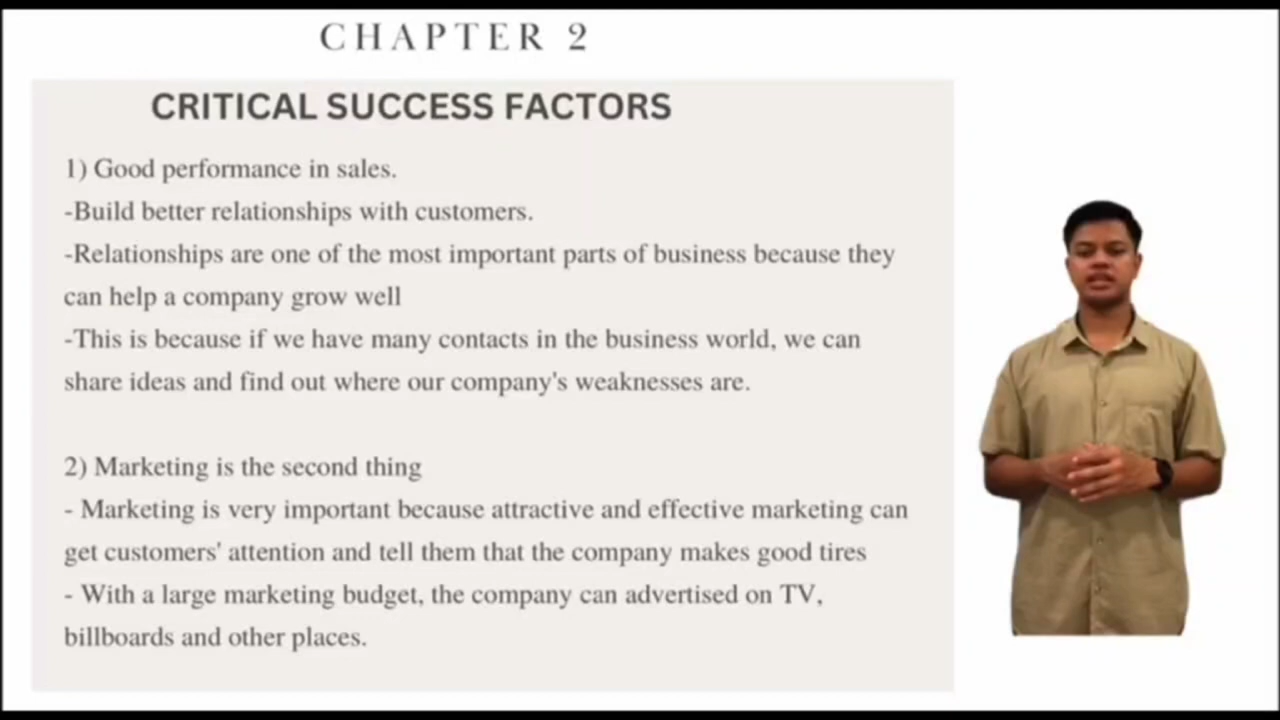 CHAPTER 2
CRITICAL SUCCESS FACTORS
1) Good performance in sales.
-Build better relationships with customers.
-Relationships are one of the most important parts of business because they
can help a company grow well
-This is because if we have many contacts in the business world, we can
share ideas and find out where our company's weaknesses are.
2) Marketing is the second thing
- Marketing is very important because attractive and effective marketing can
get customers' attention and tell them that the company makes good tires
- With a large marketing budget, the company can advertised on TV,
billboards and other places.